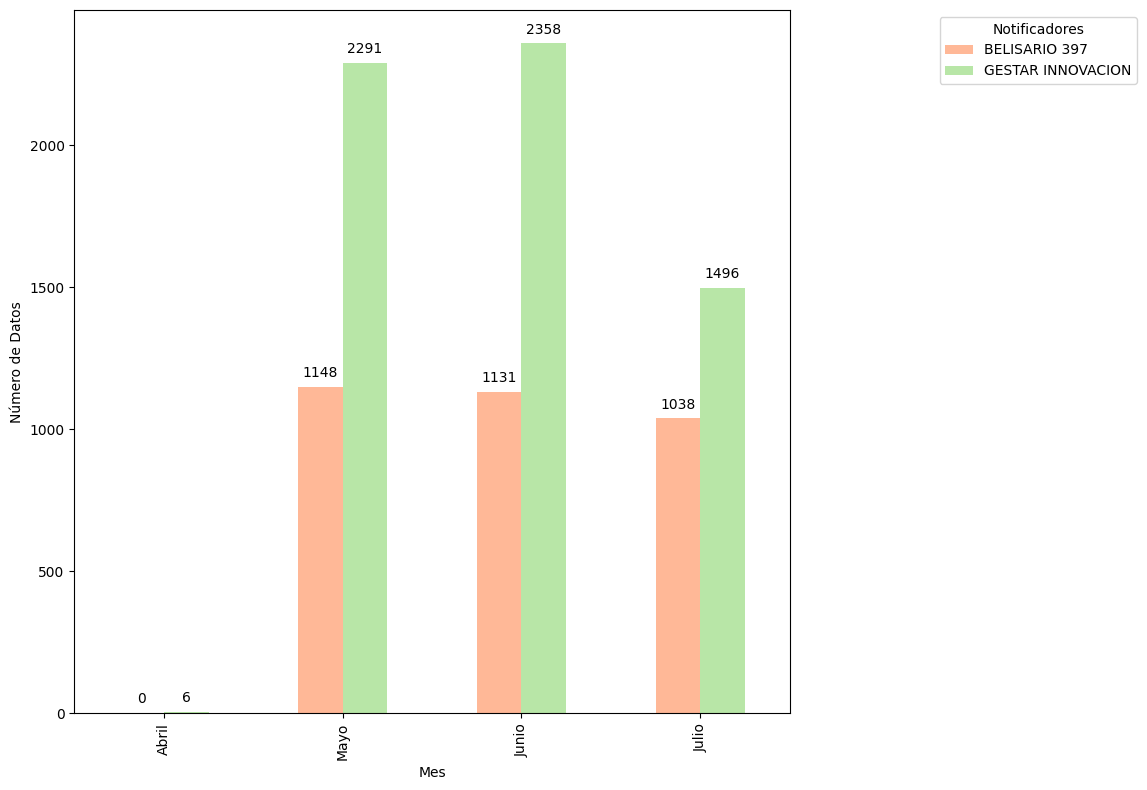 Notificadores
BELISARIO 397
GESTAR INNOVACION
2358
2291
2000
1500
1496
1148
1131
1038
1000
500
0
0
6
Número de Datos
Abril
Mayo
Junio
Julio
Mes